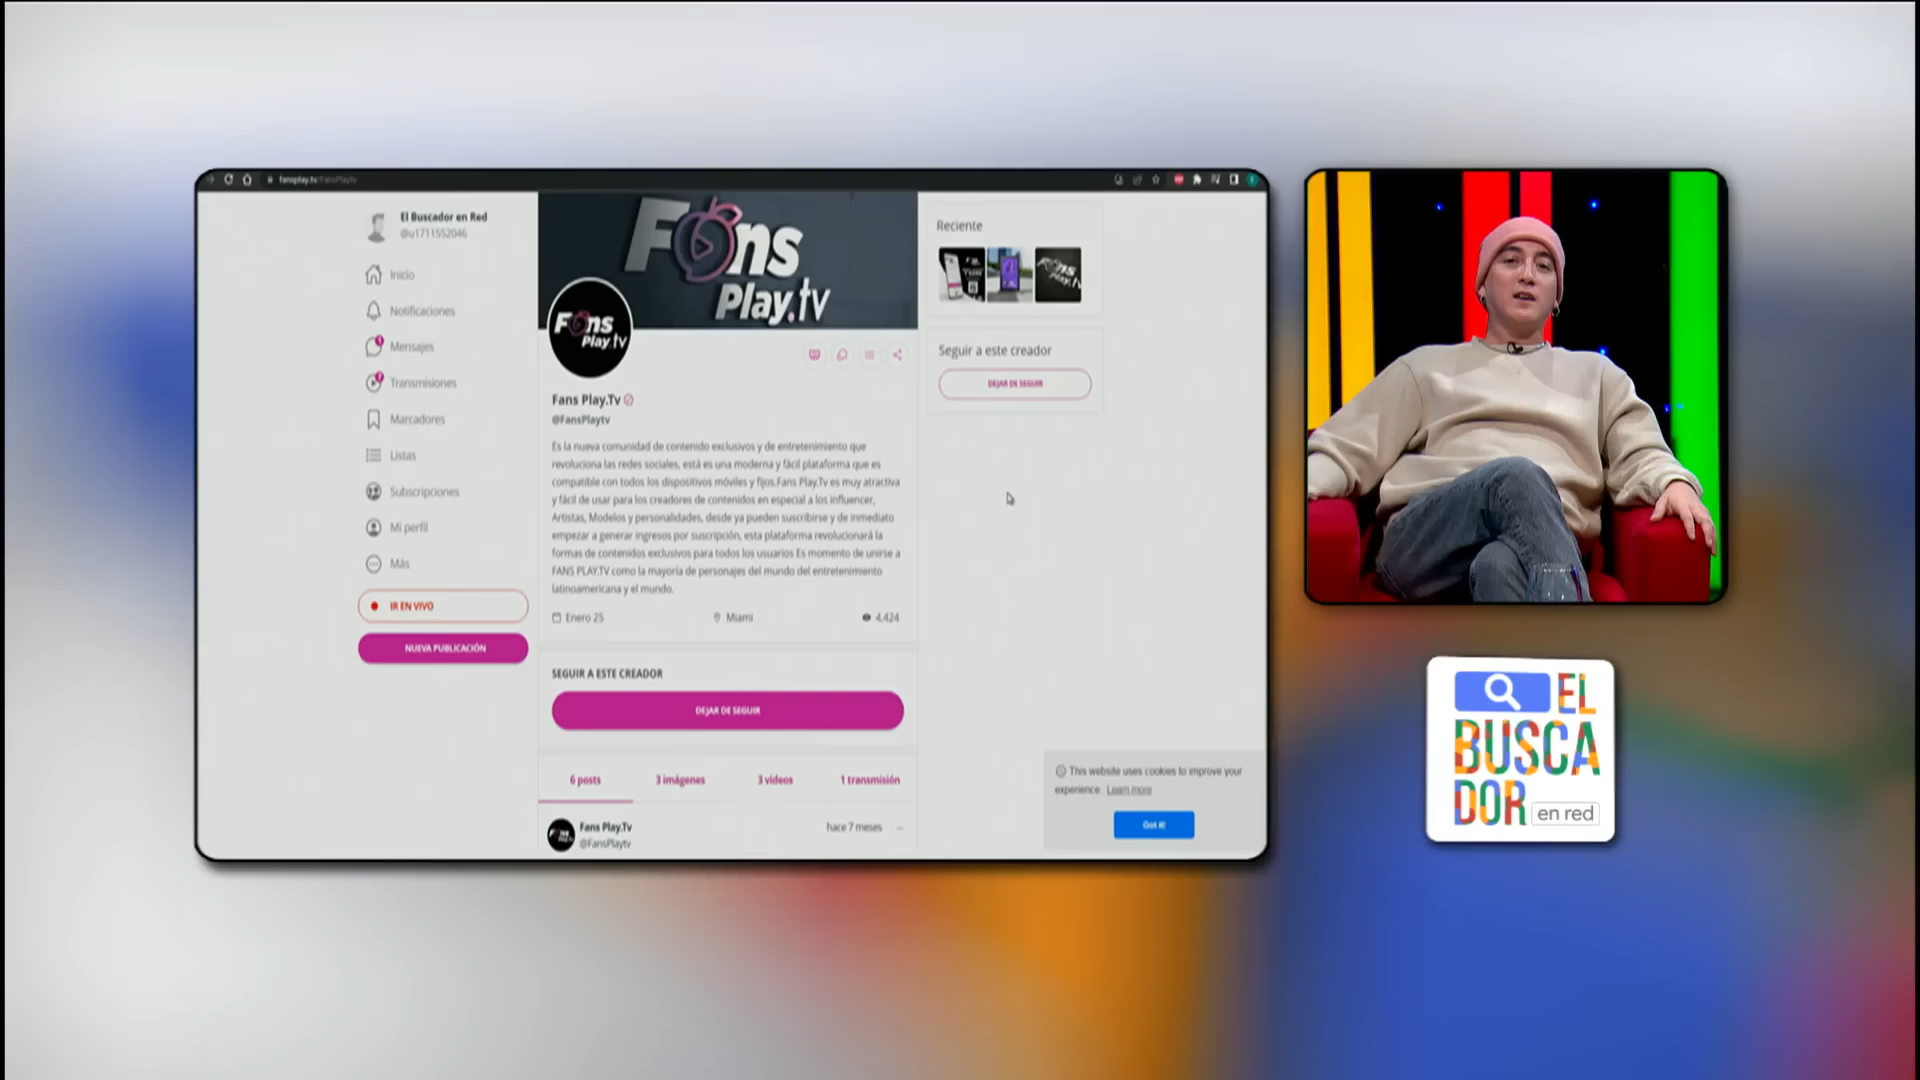 fansplay.tv/FansPlaytv
El Buscador en Red
@u1711552046
Inicio
Notificaciones
Mensajes
Transmisiones
Marcadores
Listas
Subscripciones
Mi perfil
Más
IR EN VIVO
NUEVA PUBLICACIÓN
Fans
Play.tv
Fans
Play.tv
Fans Play.Tv
@FansPlaytv
Es la nueva comunidad de contenido exclusivos y de entretenimiento que
revoluciona las redes sociales, está es una moderna y fácil plataforma que es
compatible con todos los dispositivos móviles y fijos.Fans Play.Tv es muy atractiva
y fácil de usar para los creadores de contenidos en especial a los influencer,
Artistas, Modelos y personalidades, desde ya pueden suscribirse y de inmediato
empezar a generar ingresos por suscripción, esta plataforma revolucionará la
formas de contenidos exclusivos para todos los usuarios Es momento de unirse a
FANS PLAY.TV como la mayoría de personajes del mundo del entretenimiento
latinoamericana y el mundo.
Enero 25 Miami 4,424
SEGUIR A ESTE CREADOR
DEJAR DE SEGUIR
6 posts 3 imágenes 3 videos 1 transmisión
Fans Play.Tv hace 7 meses
@FansPlaytv
Reciente
Seguir a este creador
DEJAR DE SEGUIR
This website uses cookies to improve your
experience. Learn more
Got it!
EL
BUSCA
DOR en red